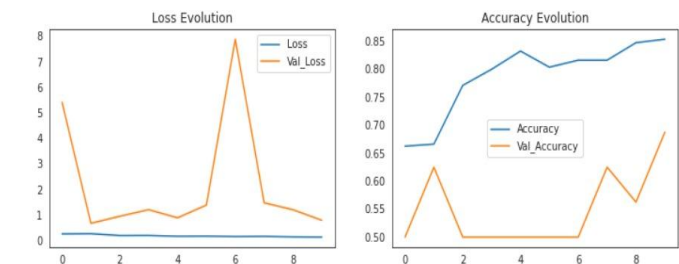 Loss Evolution
8
7
6
5
4
3
2
1
0
0 2 4 6 8
Loss
Val_Loss
Accuracy Evolution
0.85
0.80
0.75
0.70
0.65
0.60
0.55
0.50
0 2 4 6 8
Accuracy
Val_Accuracy